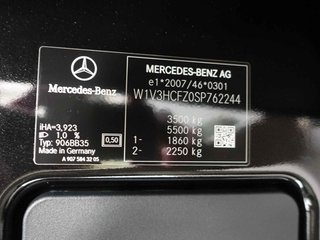 Mercedes-Benz
MERCEDES-BENZ AG
e1*2007/46*0301
W1V3HCFZ0SP762244
3500 kg
5500 kg
1- 1860 kg
2- 2250 kg
iHA=3,923
1,0 %
0,50
Typ: 906BB35
Made in Germany
A 907 584 32 05